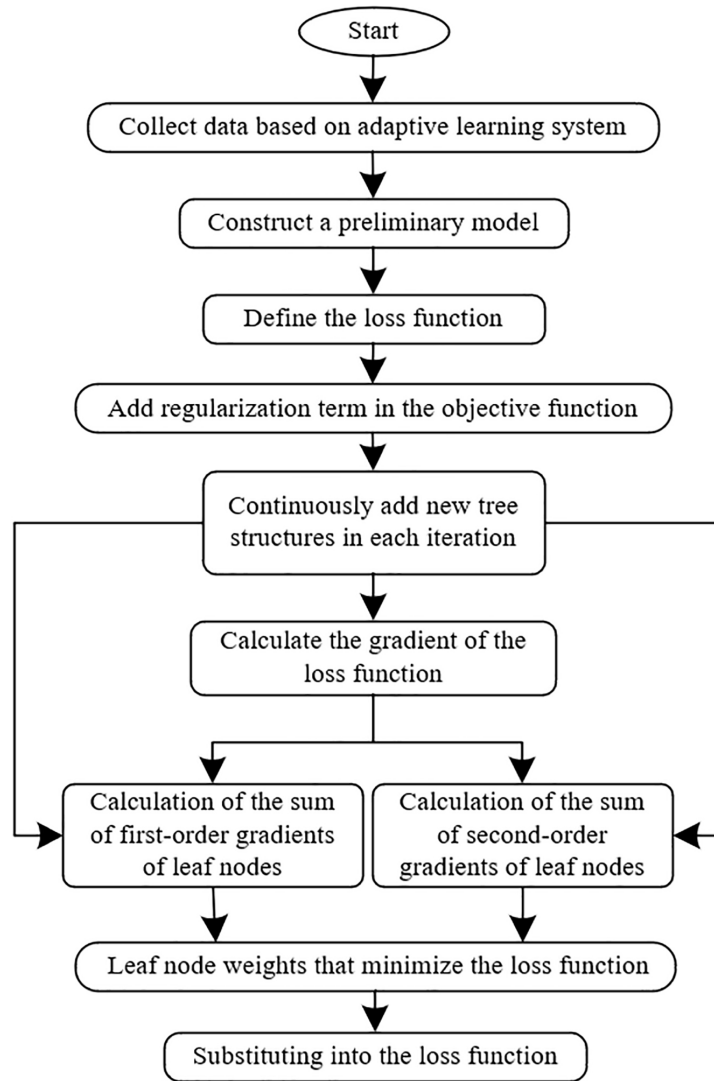 Start
Collect data based on adaptive learning system
Construct a preliminary model
Define the loss function
Add regularization term in the objective function
Continuously add new tree
structures in each iteration
Calculate the gradient of the
loss function
Calculation of the sum
of first-order gradients
of leaf nodes
Calculation of the sum
of second-order
gradients of leaf nodes
Leaf node weights that minimize the loss function
Substituting into the loss function